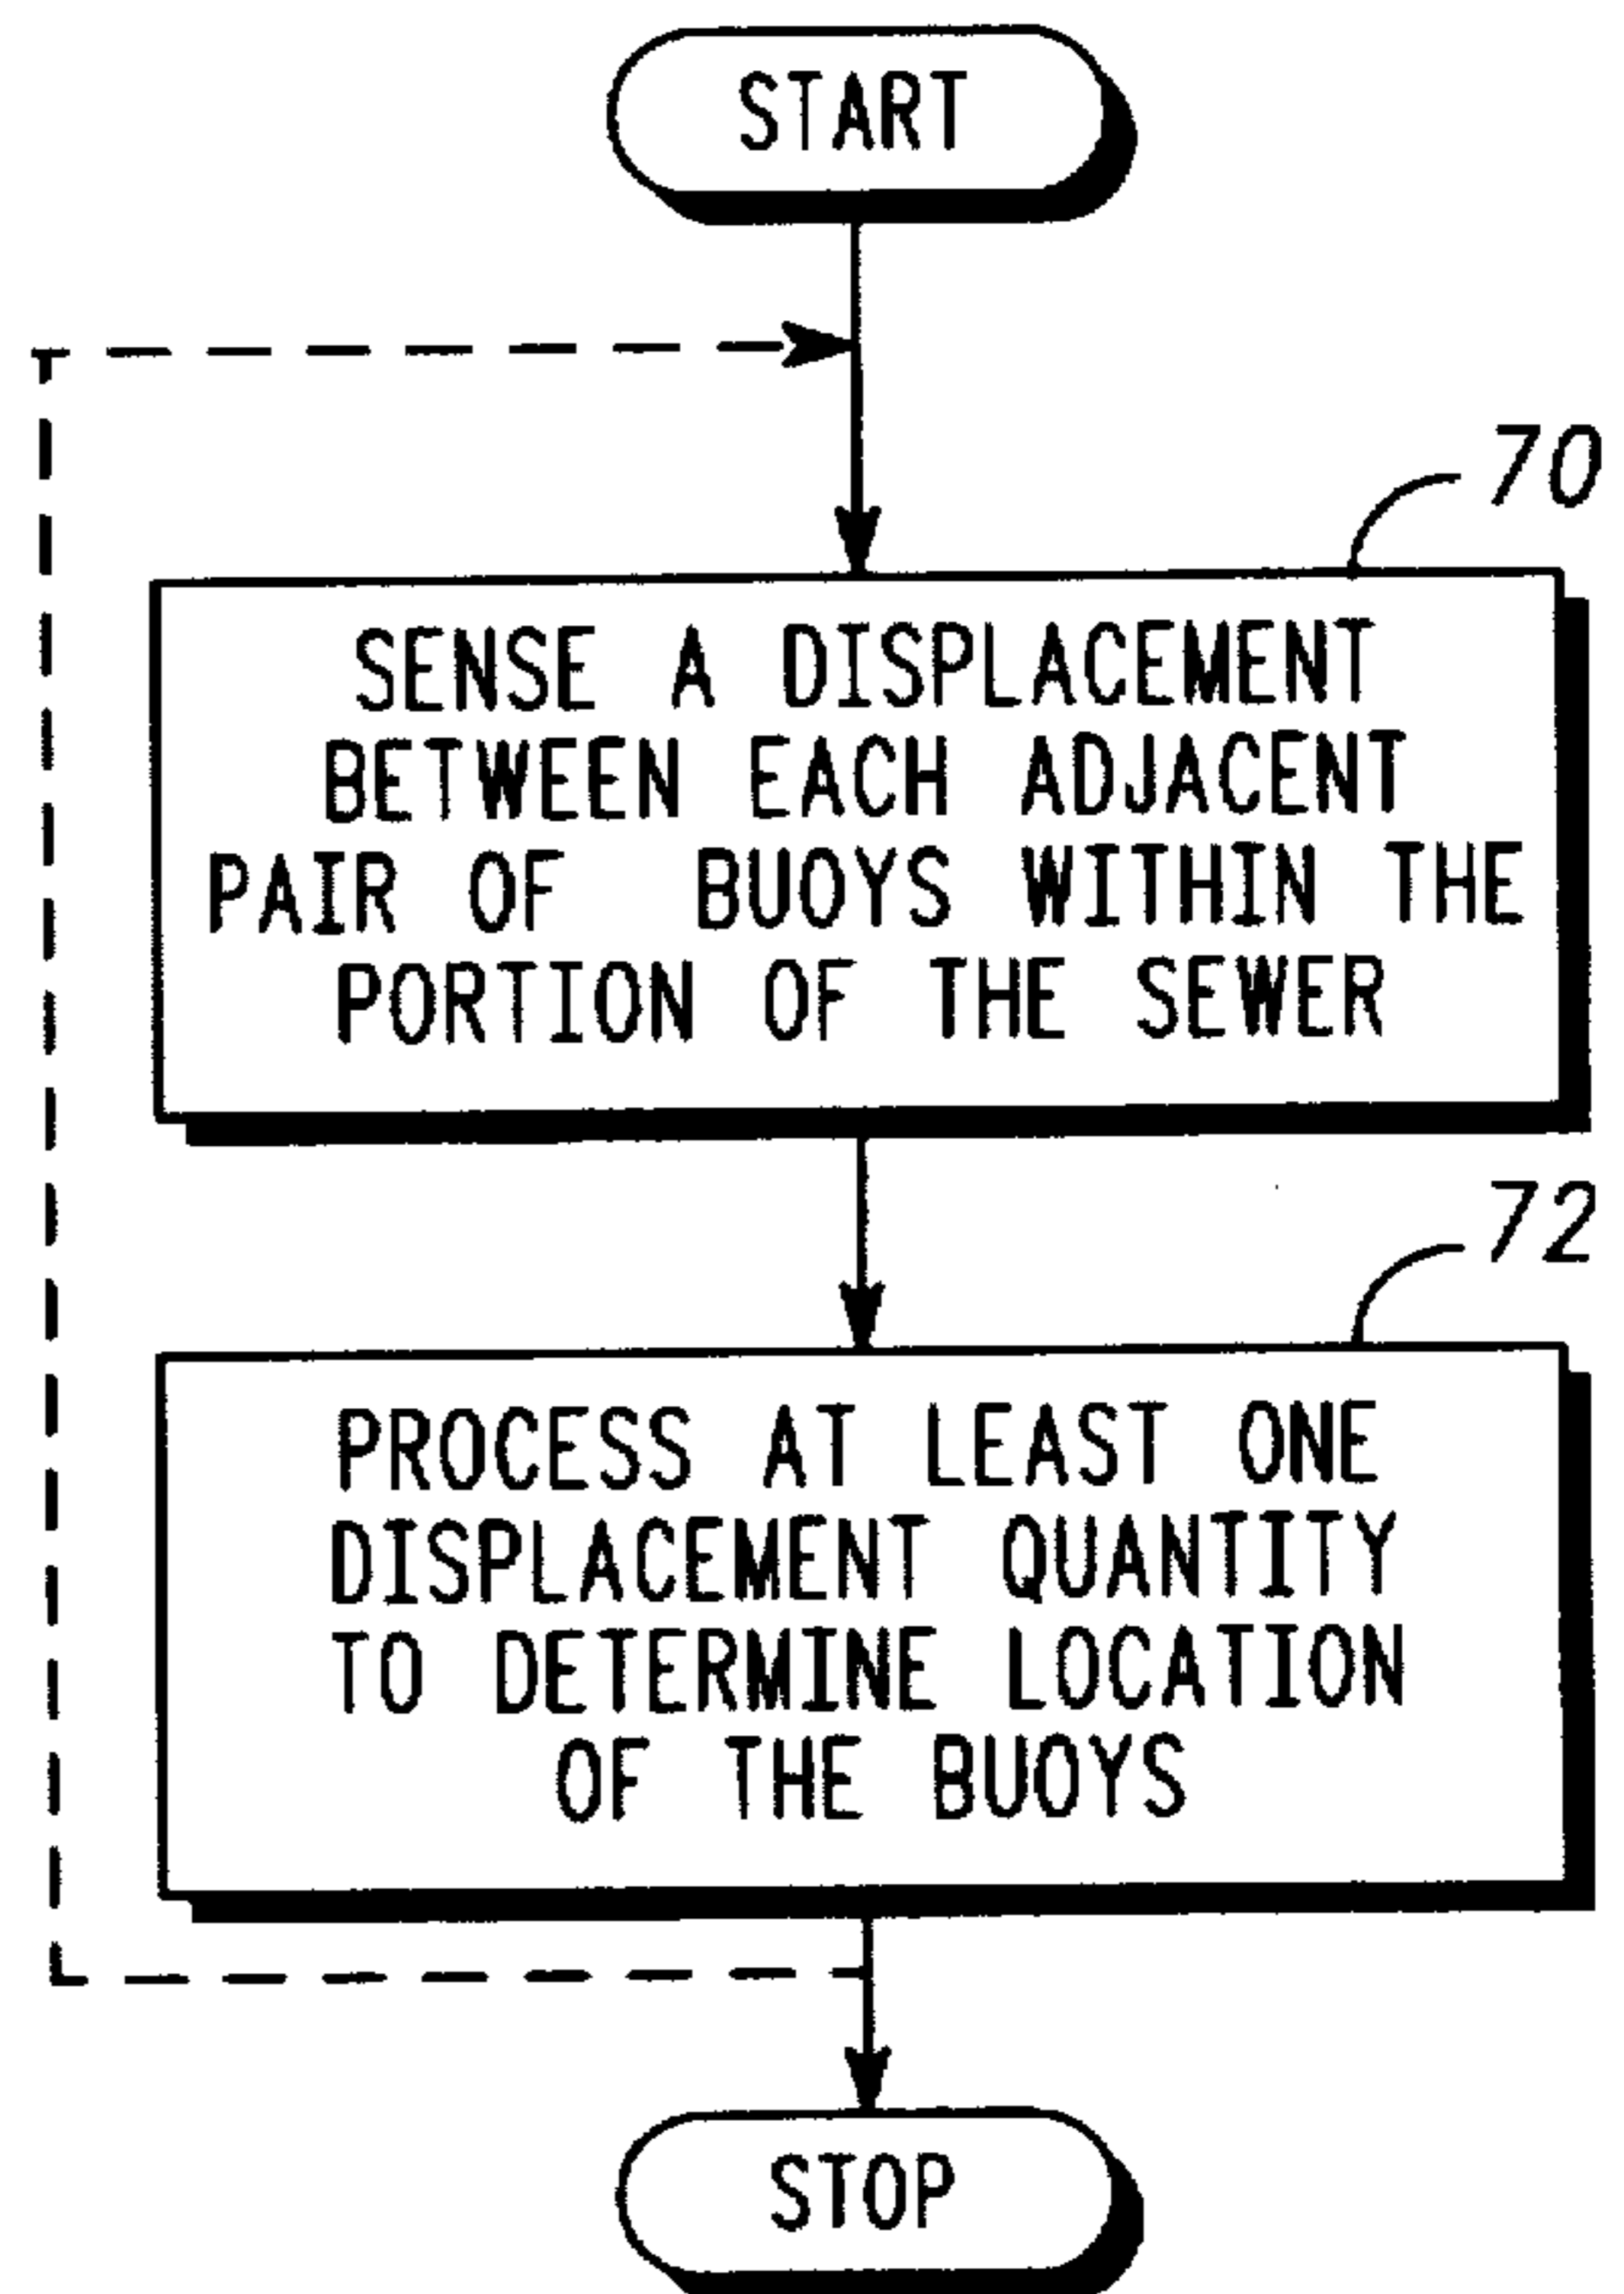 START
70
SENSE A DISPLACEMENT
BETWEEN EACH ADJACENT
PAIR OF BUOYS WITHIN THE
PORTION OF THE SEWER
72
PROCESS AT LEAST ONE
DISPLACEMENT QUANTITY
TO DETERMINE LOCATION
OF THE BUOYS
STOP